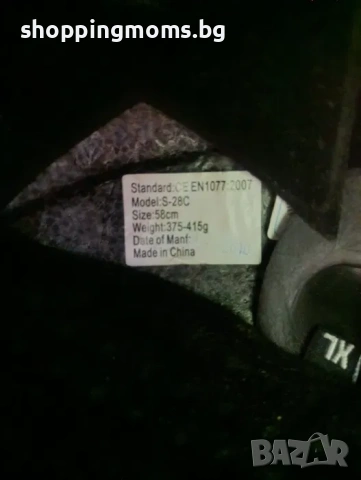 shoppingmoms.bg
Standard:CE EN1077:2007
Model:S-28C
Size:58cm
Weight:375-415g
Date of Manf:
Made in China
XL
BAZAR